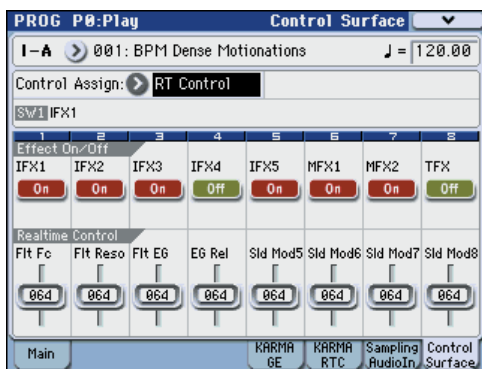 PROG P0:Play Control Surface
I-A 001: BPM Dense Motionations ♩= 120.00
Control Assign: RT Control
SW1 IFX1
1 2 3 4 5 6 7 8
Effect On/Off
IFX1 IFX2 IFX3 IFX4 IFX5 MFX1 MFX2 TFX
On On On Off On On On Off
Realtime Control
Flt Fc Flt Reso Flt EG EG Rel Sld Mod5 Sld Mod6 Sld Mod7 Sld Mod8
064 064 064 064 064 064 064 064
Main KARMA GE KARMA RTC Sampling AudioIn Control Surface